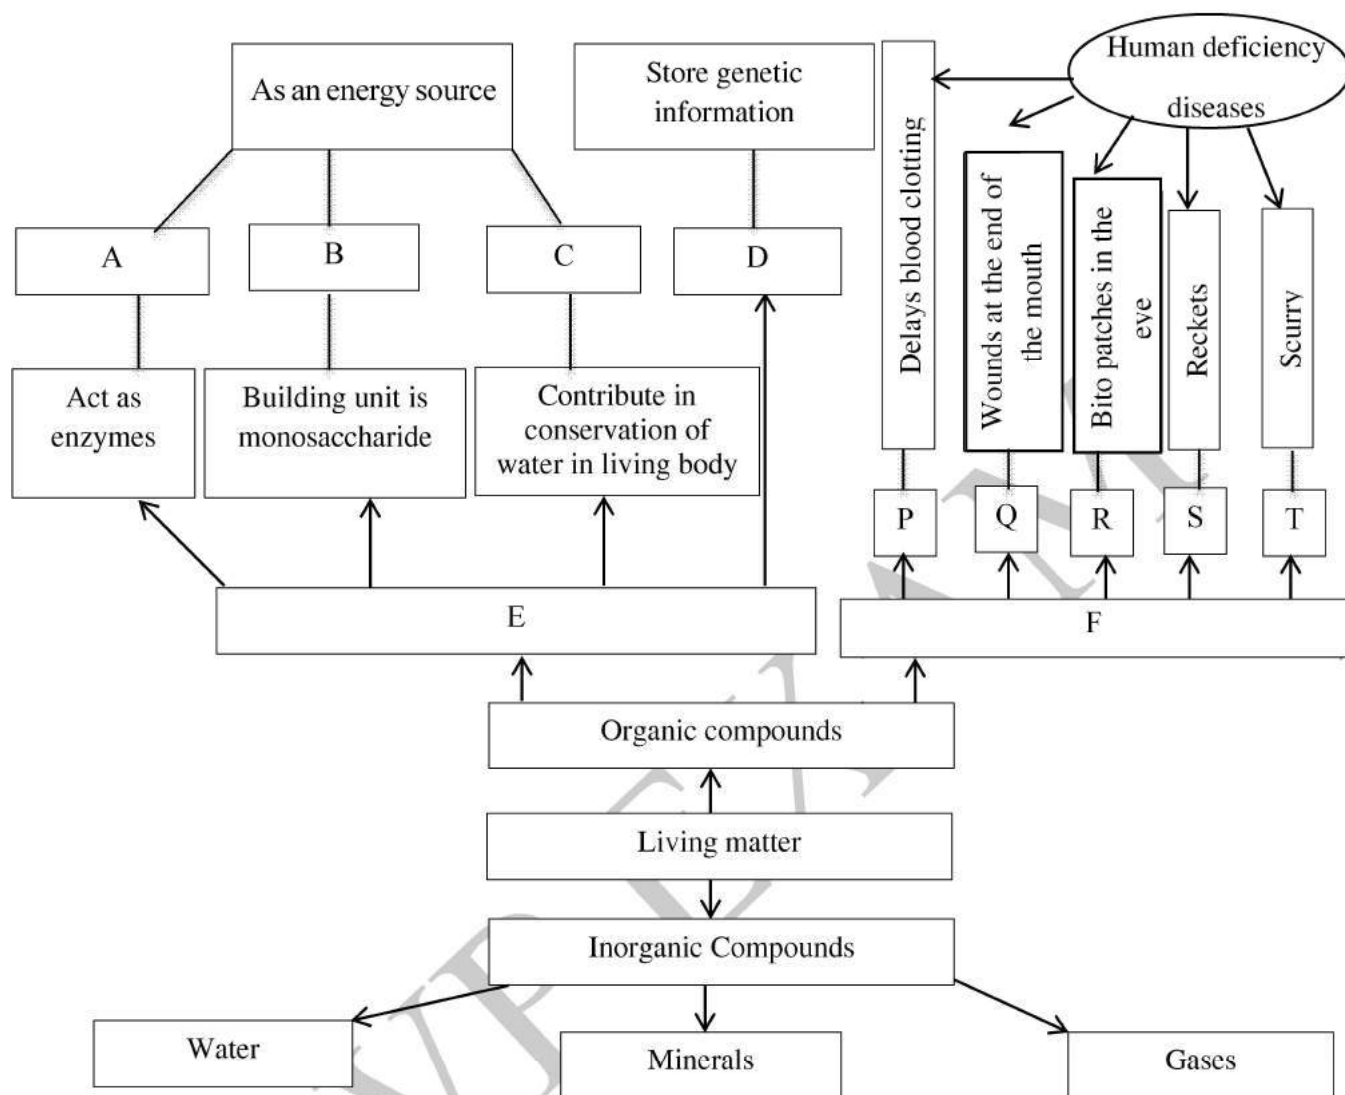 As an energy source
Store genetic
information
Human deficiency
diseases
A
B
C
D
Act as
enzymes
Building unit is
monosaccharide
Contribute in
conservation of
water in living body
Delays blood clotting
Wounds at the end of
the mouth
Bito patches in the
eye
Reckets
Scurry
P
Q
R
S
T
E
F
Organic compounds
Living matter
Inorganic Compounds
Water
Minerals
Gases